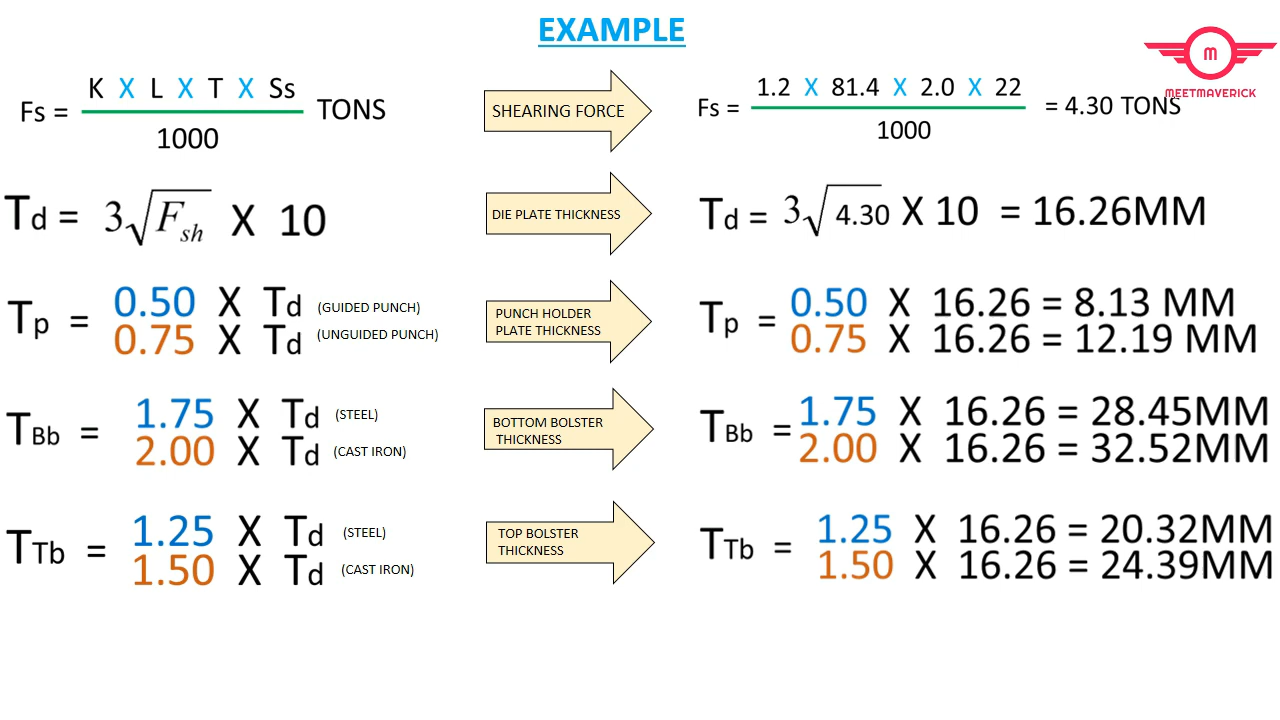 EXAMPLE
M
MEETMAVERICK
Fs = K X L X T X Ss / 1000 TONS
SHEARING FORCE
Fs = 1.2 X 81.4 X 2.0 X 22 / 1000 = 4.30 TONS
Td = 3√Fsh X 10
DIE PLATE THICKNESS
Td = 3√4.30 X 10 = 16.26MM
Tp = 0.50 X Td (GUIDED PUNCH)
0.75 X Td (UNGUIDED PUNCH)
PUNCH HOLDER
PLATE THICKNESS
Tp = 0.50 X 16.26 = 8.13 MM
0.75 X 16.26 = 12.19 MM
TBb = 1.75 X Td (STEEL)
2.00 X Td (CAST IRON)
BOTTOM BOLSTER
THICKNESS
TBb = 1.75 X 16.26 = 28.45MM
2.00 X 16.26 = 32.52MM
TTb = 1.25 X Td (STEEL)
1.50 X Td (CAST IRON)
TOP BOLSTER
THICKNESS
TTb = 1.25 X 16.26 = 20.32MM
1.50 X 16.26 = 24.39MM